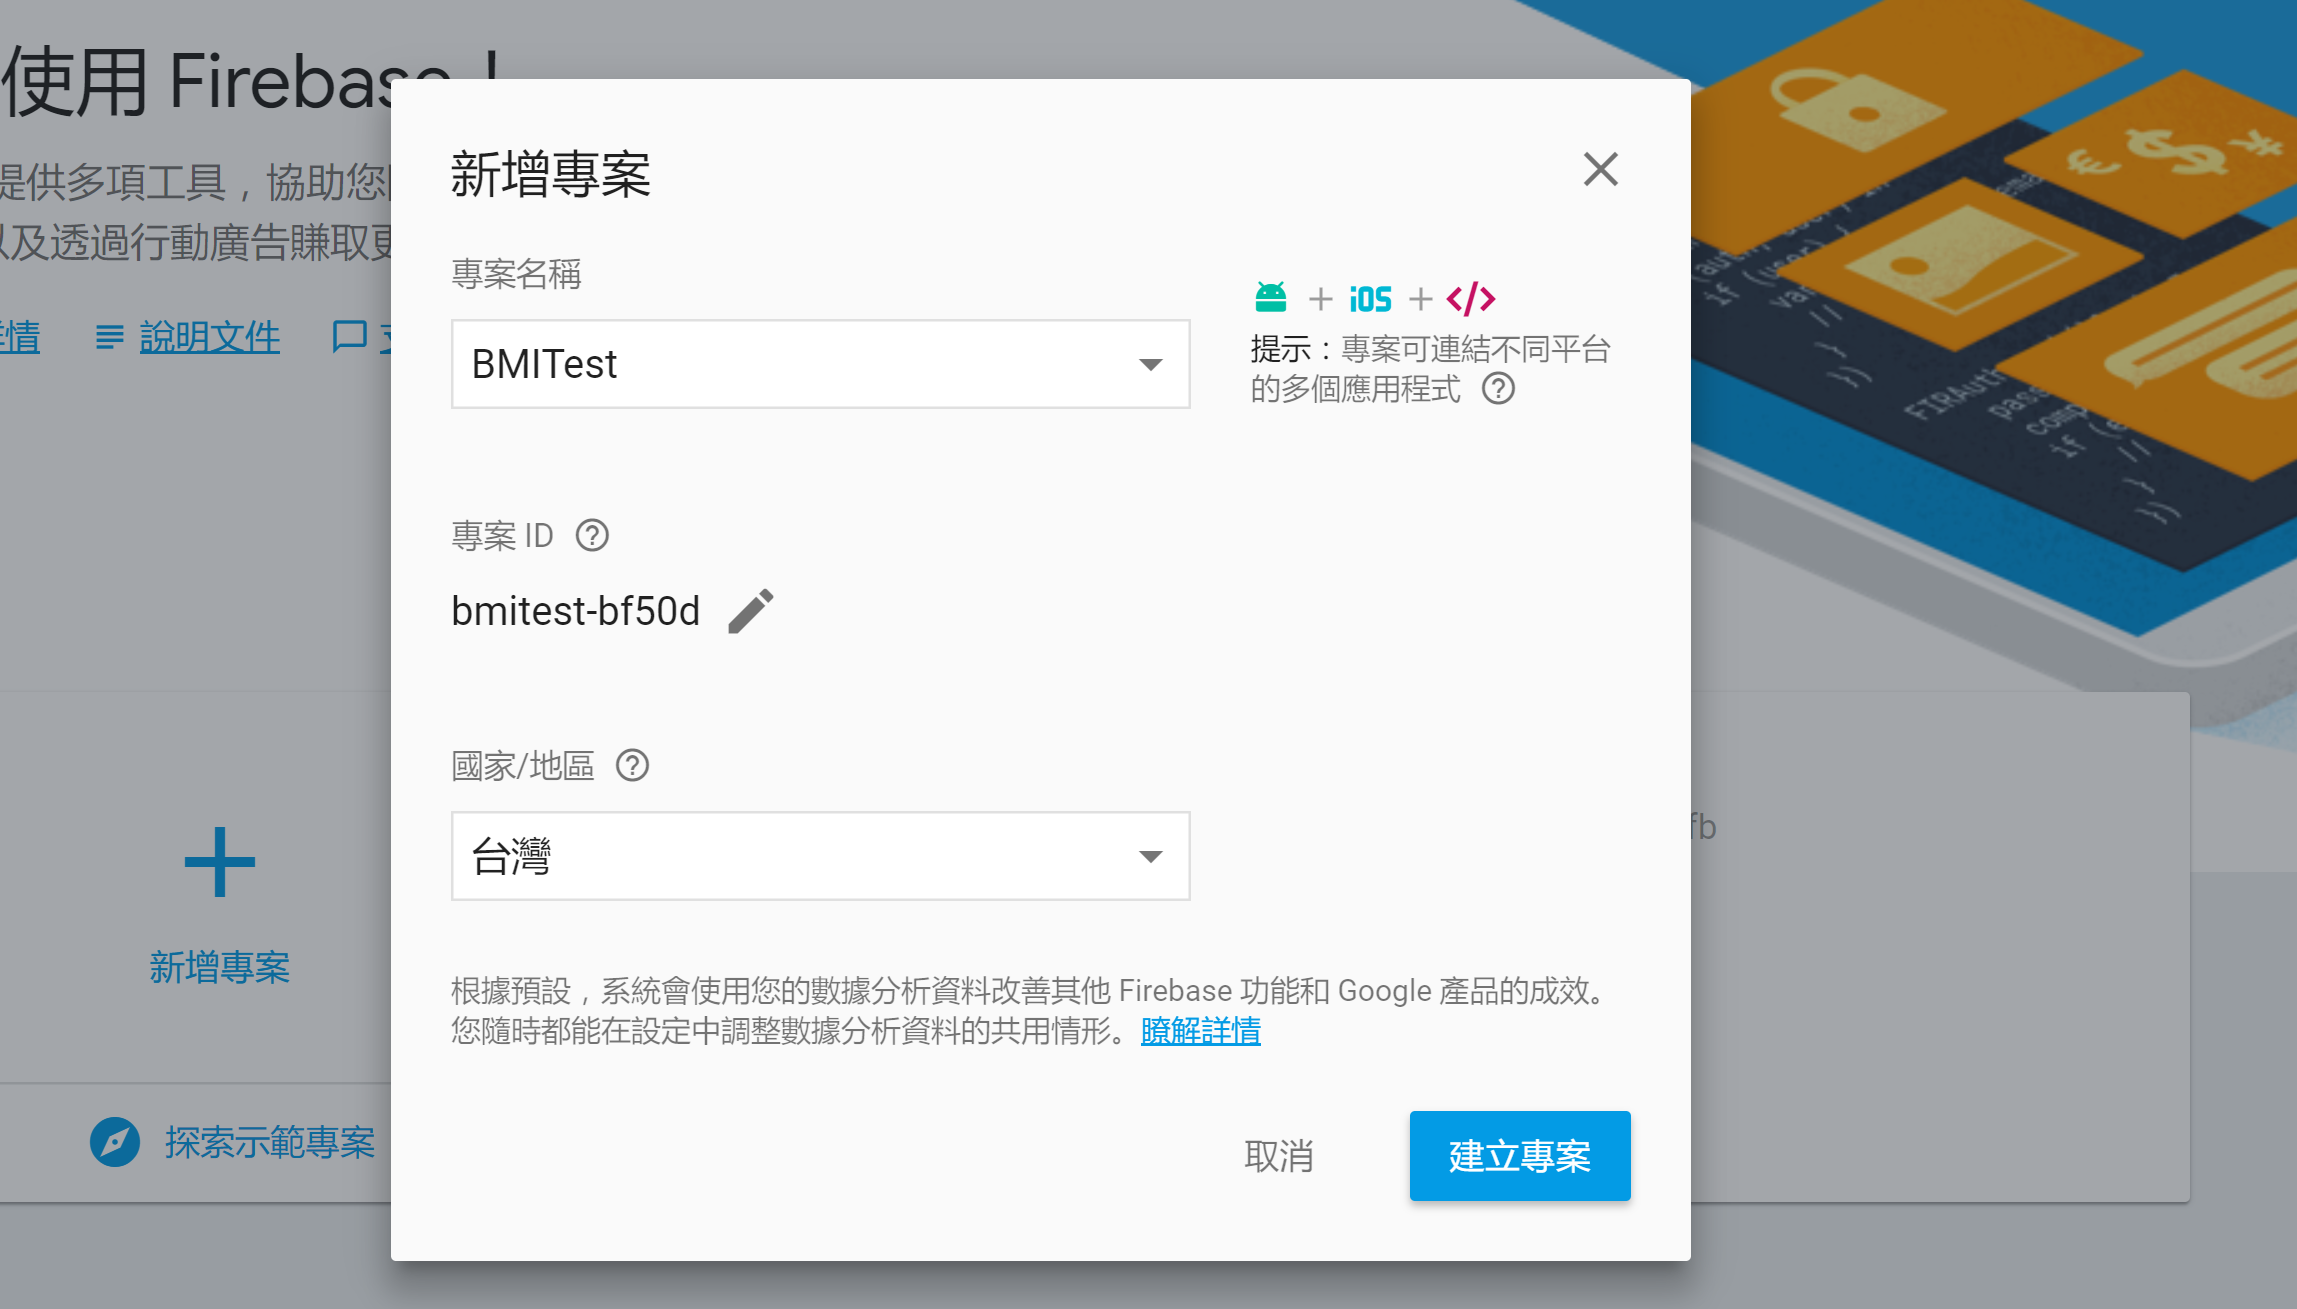 使用 Firebase！
提供多項工具，協助您
以及透過行動廣告賺取更
詳情
說明文件
新增專案
專案名稱
BMITest
iOS
提示：專案可連結不同平台
的多個應用程式
專案 ID
bmitest-bf50d
國家/地區
台灣
根據預設，系統會使用您的數據分析資料改善其他 Firebase 功能和 Google 產品的成效。
您隨時都能在設定中調整數據分析資料的共用情形。瞭解詳情
取消
建立專案
新增專案
探索示範專案
fb
FIRAuth